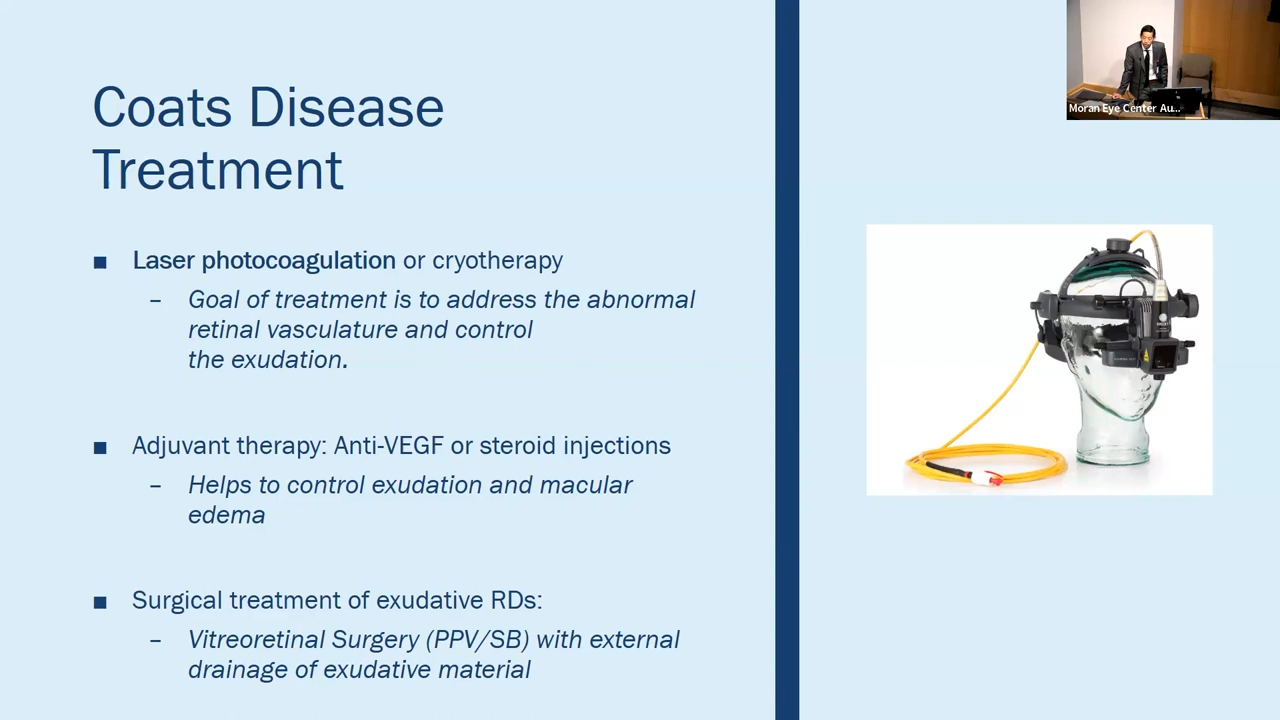 Coats Disease
Treatment
■ Laser photocoagulation or cryotherapy
– Goal of treatment is to address the abnormal
retinal vasculature and control
the exudation.
■ Adjuvant therapy: Anti-VEGF or steroid injections
– Helps to control exudation and macular
edema
■ Surgical treatment of exudative RDs:
– Vitreoretinal Surgery (PPV/SB) with external
drainage of exudative material
Moran Eye Center Au...